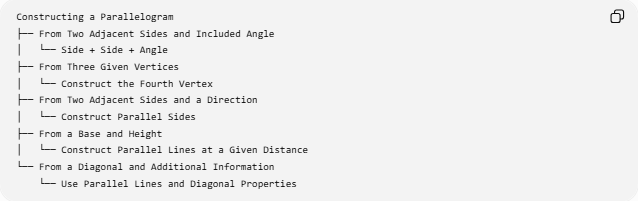 Constructing a Parallelogram
├── From Two Adjacent Sides and Included Angle
│   └── Side + Side + Angle
├── From Three Given Vertices
│   └── Construct the Fourth Vertex
├── From Two Adjacent Sides and a Direction
│   └── Construct Parallel Sides
├── From a Base and Height
│   └── Construct Parallel Lines at a Given Distance
└── From a Diagonal and Additional Information
    └── Use Parallel Lines and Diagonal Properties